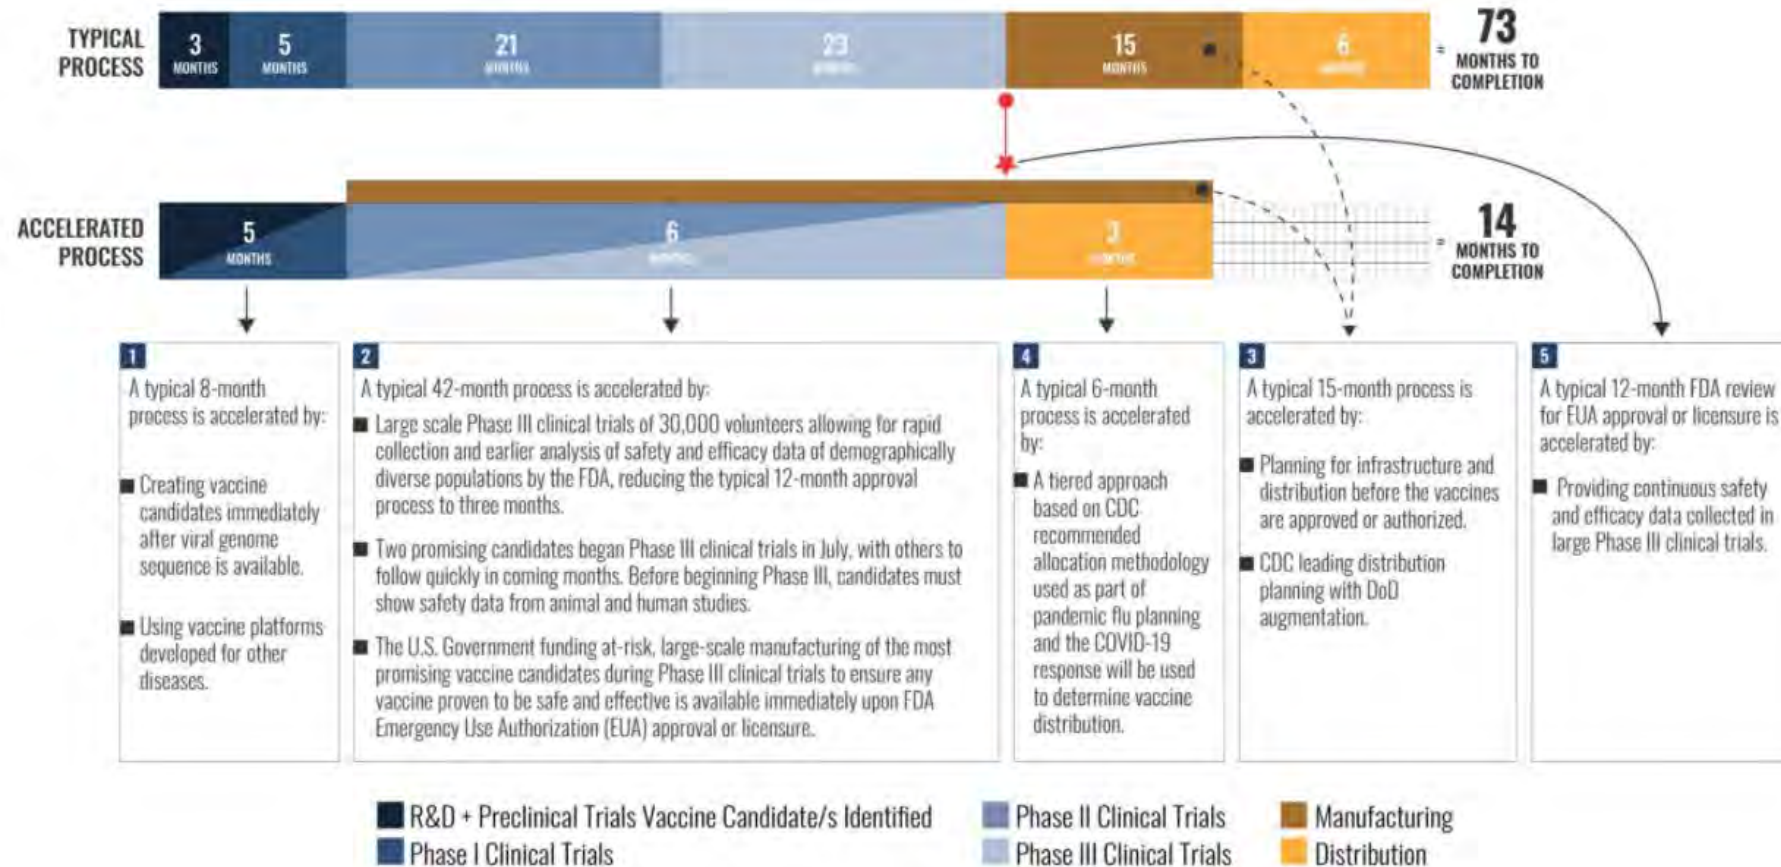 TYPICAL
PROCESS
3
MONTHS
5
MONTHS
21
MONTHS
23
MONTHS
15
MONTHS
6
MONTHS
=
73
MONTHS TO
COMPLETION
ACCELERATED
PROCESS
5
MONTHS
6
MONTHS
3
MONTHS
=
14
MONTHS TO
COMPLETION
1
A typical 8-month
process is accelerated by:
■ Creating vaccine
candidates immediately
after viral genome
sequence is available.
■ Using vaccine platforms
developed for other
diseases.
2
A typical 42-month process is accelerated by:
■ Large scale Phase III clinical trials of 30,000 volunteers allowing for rapid
collection and earlier analysis of safety and efficacy data of demographically
diverse populations by the FDA, reducing the typical 12-month approval
process to three months.
■ Two promising candidates began Phase III clinical trials in July, with others to
follow quickly in coming months. Before beginning Phase III, candidates must
show safety data from animal and human studies.
■ The U.S. Government funding at-risk, large-scale manufacturing of the most
promising vaccine candidates during Phase III clinical trials to ensure any
vaccine proven to be safe and effective is available immediately upon FDA
Emergency Use Authorization (EUA) approval or licensure.
4
A typical 6-month
process is accelerated
by:
■ A tiered approach
based on CDC
recommended
allocation methodology
used as part of
pandemic flu planning
and the COVID-19
response will be used
to determine vaccine
distribution.
3
A typical 15-month process is
accelerated by:
■ Planning for infrastructure and
distribution before the vaccines
are approved or authorized.
■ CDC leading distribution
planning with DoD
augmentation.
5
A typical 12-month FDA review
for EUA approval or licensure is
accelerated by:
■ Providing continuous safety
and efficacy data collected in
large Phase III clinical trials.
R&D + Preclinical Trials Vaccine Candidate/s Identified
Phase I Clinical Trials
Phase II Clinical Trials
Phase III Clinical Trials
Manufacturing
Distribution